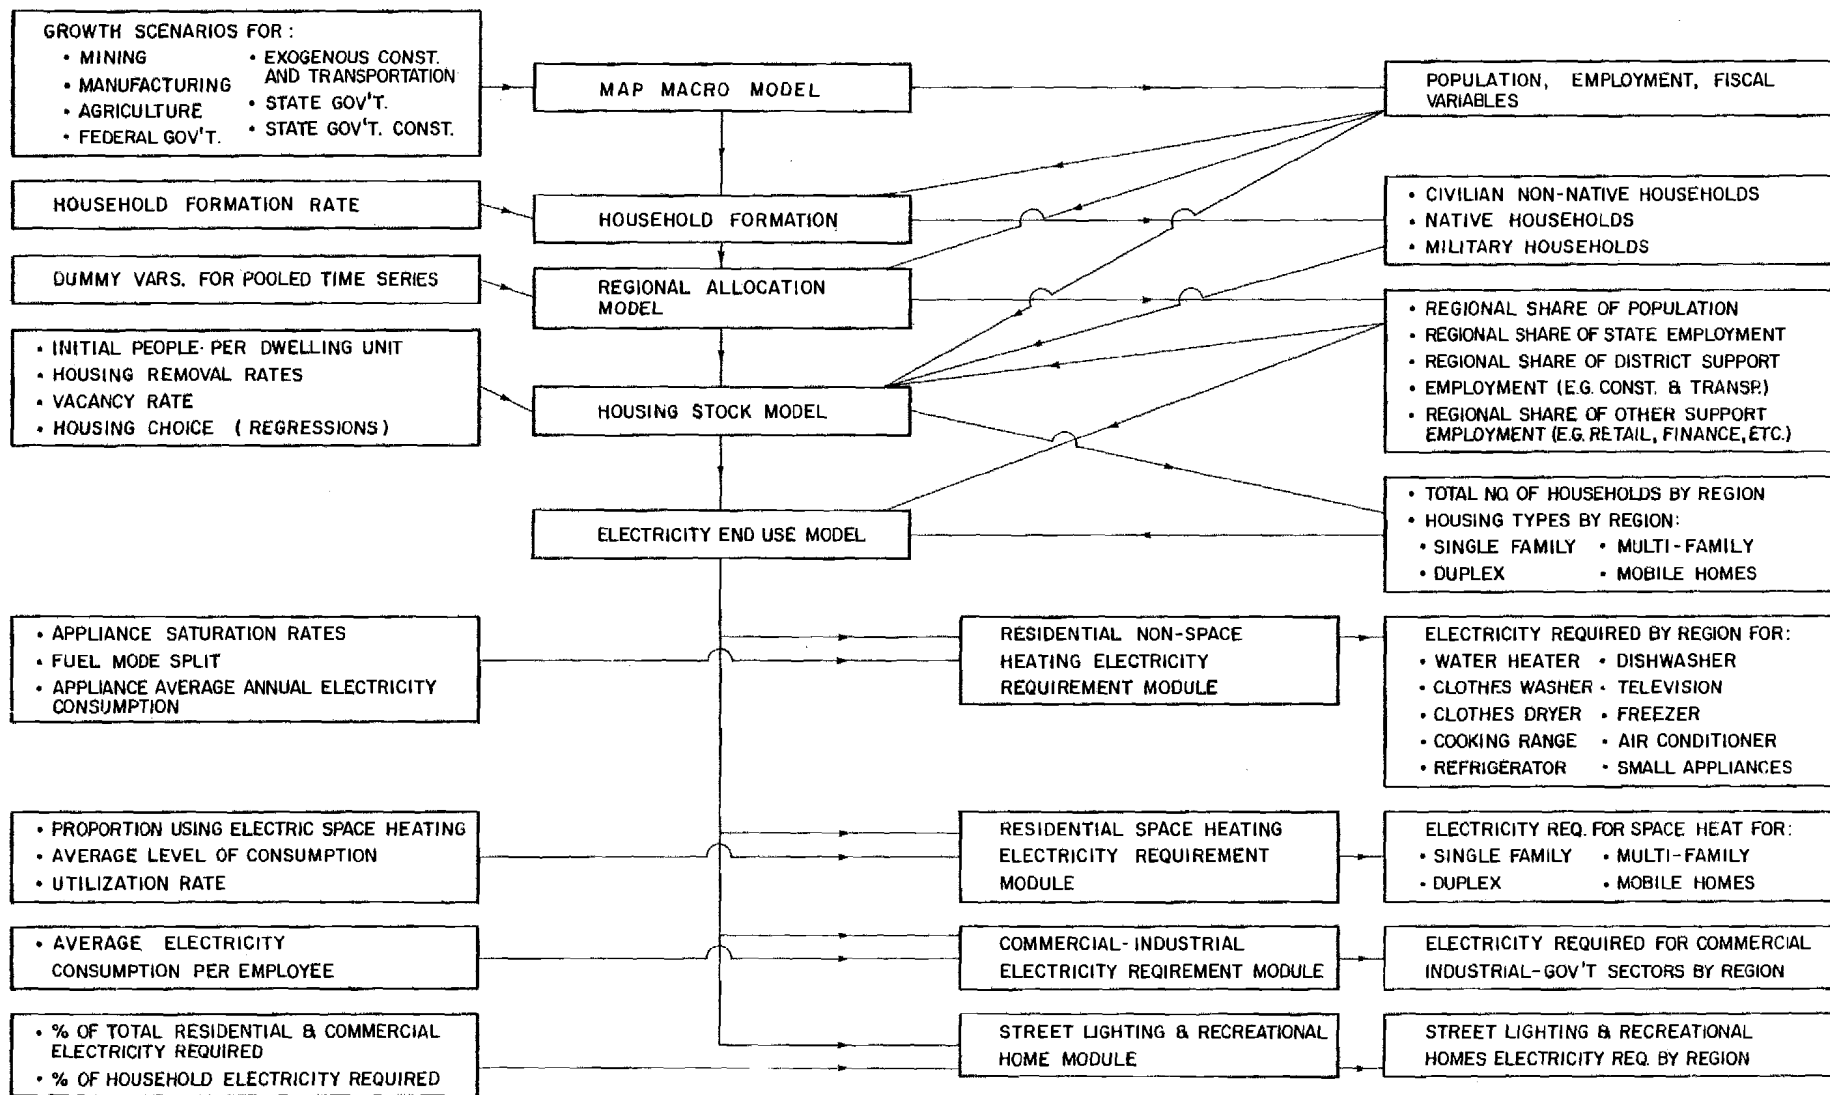 GROWTH SCENARIOS FOR :
• MINING
• MANUFACTURING
• AGRICULTURE
• FEDERAL GOV'T.
• EXOGENOUS CONST.
AND TRANSPORTATION
• STATE GOV'T.
• STATE GOV'T. CONST.
MAP MACRO MODEL
POPULATION, EMPLOYMENT, FISCAL
VARIABLES
HOUSEHOLD FORMATION RATE
HOUSEHOLD FORMATION
• CIVILIAN NON-NATIVE HOUSEHOLDS
• NATIVE HOUSEHOLDS
• MILITARY HOUSEHOLDS
DUMMY VARS. FOR POOLED TIME SERIES
REGIONAL ALLOCATION
MODEL
• REGIONAL SHARE OF POPULATION
• REGIONAL SHARE OF STATE EMPLOYMENT
• REGIONAL SHARE OF DISTRICT SUPPORT
• EMPLOYMENT (E.G. CONST. & TRANSP.)
• REGIONAL SHARE OF OTHER SUPPORT
EMPLOYMENT (E.G. RETAIL, FINANCE, ETC.)
• INITIAL PEOPLE· PER DWELLING UNIT
• HOUSING REMOVAL RATES
• VACANCY RATE
• HOUSING CHOICE ( REGRESSIONS )
HOUSING STOCK MODEL
• TOTAL NO. OF HOUSEHOLDS BY REGION
• HOUSING TYPES BY REGION:
• SINGLE FAMILY • MULTI-FAMILY
• DUPLEX • MOBILE HOMES
ELECTRICITY END USE MODEL
• APPLIANCE SATURATION RATES
• FUEL MODE SPLIT
• APPLIANCE AVERAGE ANNUAL ELECTRICITY
CONSUMPTION
RESIDENTIAL NON-SPACE
HEATING ELECTRICITY
REQUIREMENT MODULE
ELECTRICITY REQUIRED BY REGION FOR:
• WATER HEATER • DISHWASHER
• CLOTHES WASHER • TELEVISION
• CLOTHES DRYER • FREEZER
• COOKING RANGE • AIR CONDITIONER
• REFRIGERATOR • SMALL APPLIANCES
• PROPORTION USING ELECTRIC SPACE HEATING
• AVERAGE LEVEL OF CONSUMPTION
• UTILIZATION RATE
RESIDENTIAL SPACE HEATING
ELECTRICITY REQUIREMENT
MODULE
ELECTRICITY REQ. FOR SPACE HEAT FOR:
• SINGLE FAMILY • MULTI-FAMILY
• DUPLEX • MOBILE HOMES
• AVERAGE ELECTRICITY
CONSUMPTION PER EMPLOYEE
COMMERCIAL-INDUSTRIAL
ELECTRICITY REQIREMENT MODULE
ELECTRICITY REQUIRED FOR COMMERCIAL
INDUSTRIAL-GOV'T SECTORS BY REGION
• % OF TOTAL RESIDENTIAL & COMMERCIAL
ELECTRICITY REQUIRED
• % OF HOUSEHOLD ELECTRICITY REQUIRED
STREET LIGHTING & RECREATIONAL
HOME MODULE
STREET LIGHTING & RECREATIONAL
HOMES ELECTRICITY REQ. BY REGION